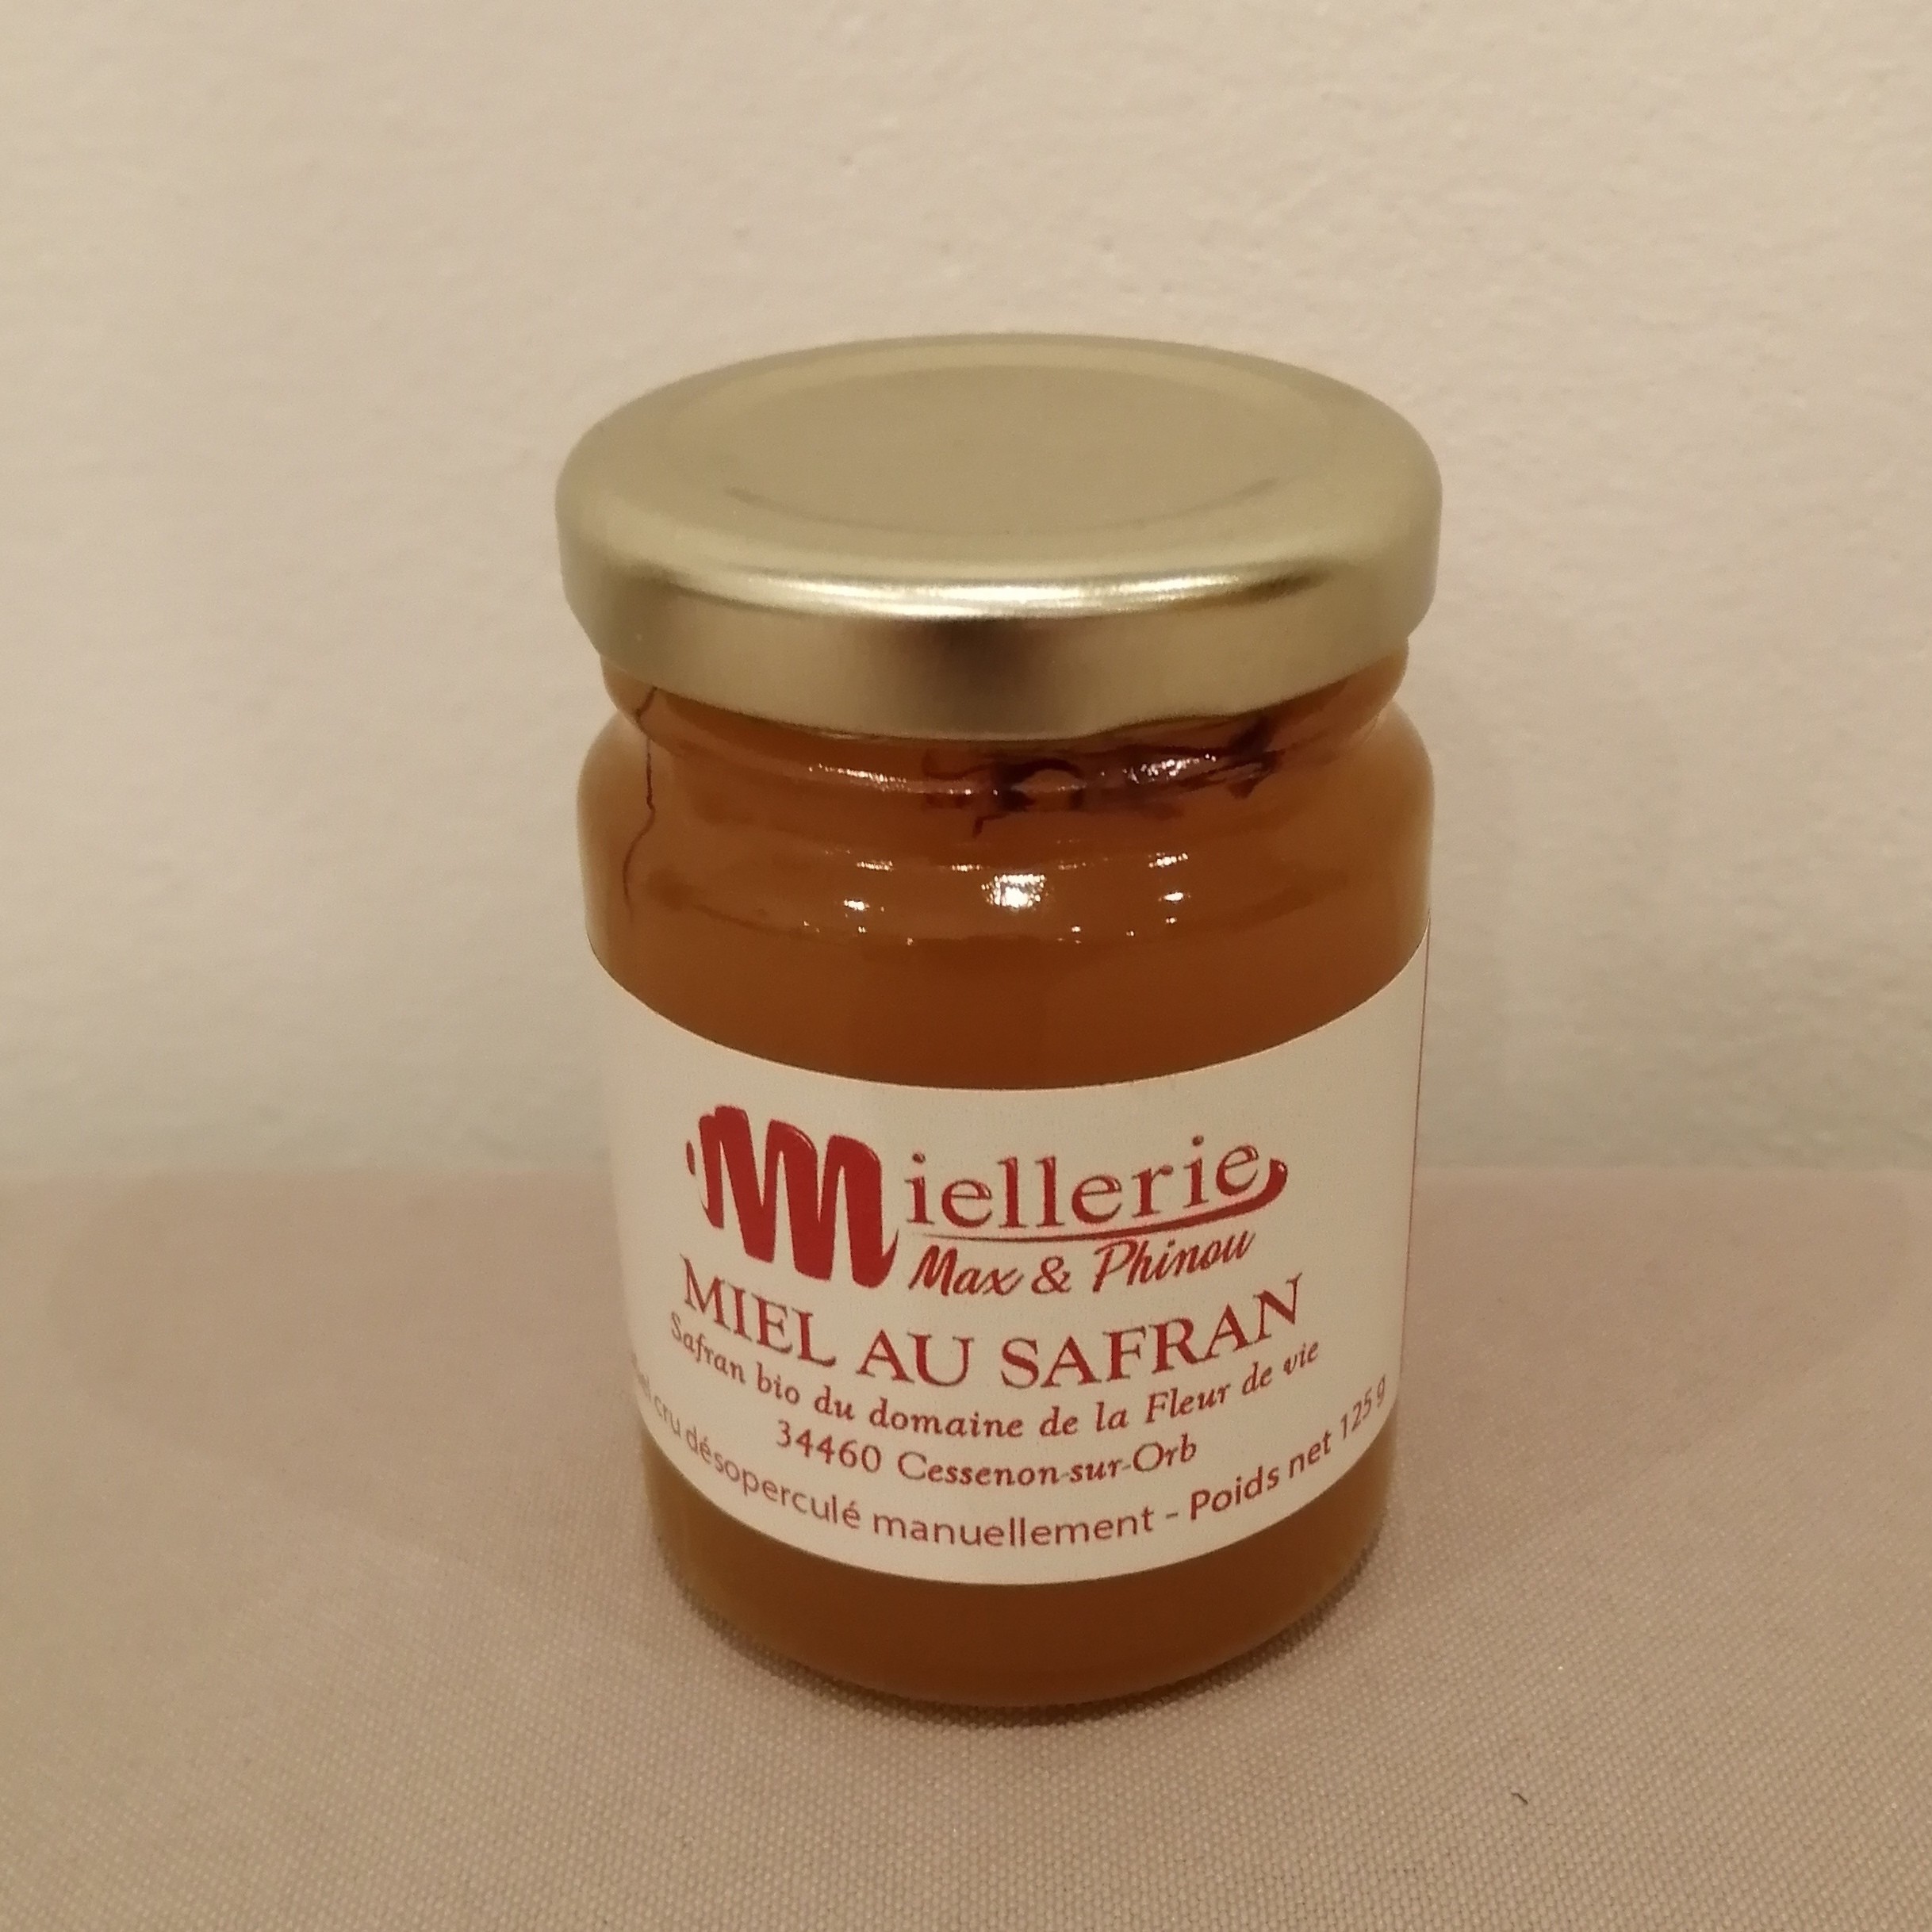 Miellerie
Max & Phinou
MIEL AU SAFRAN
Safran bio du domaine de la Fleur de vie
34460 Cessenon-sur-Orb
cru désoperculé manuellement - Poids net 125 g